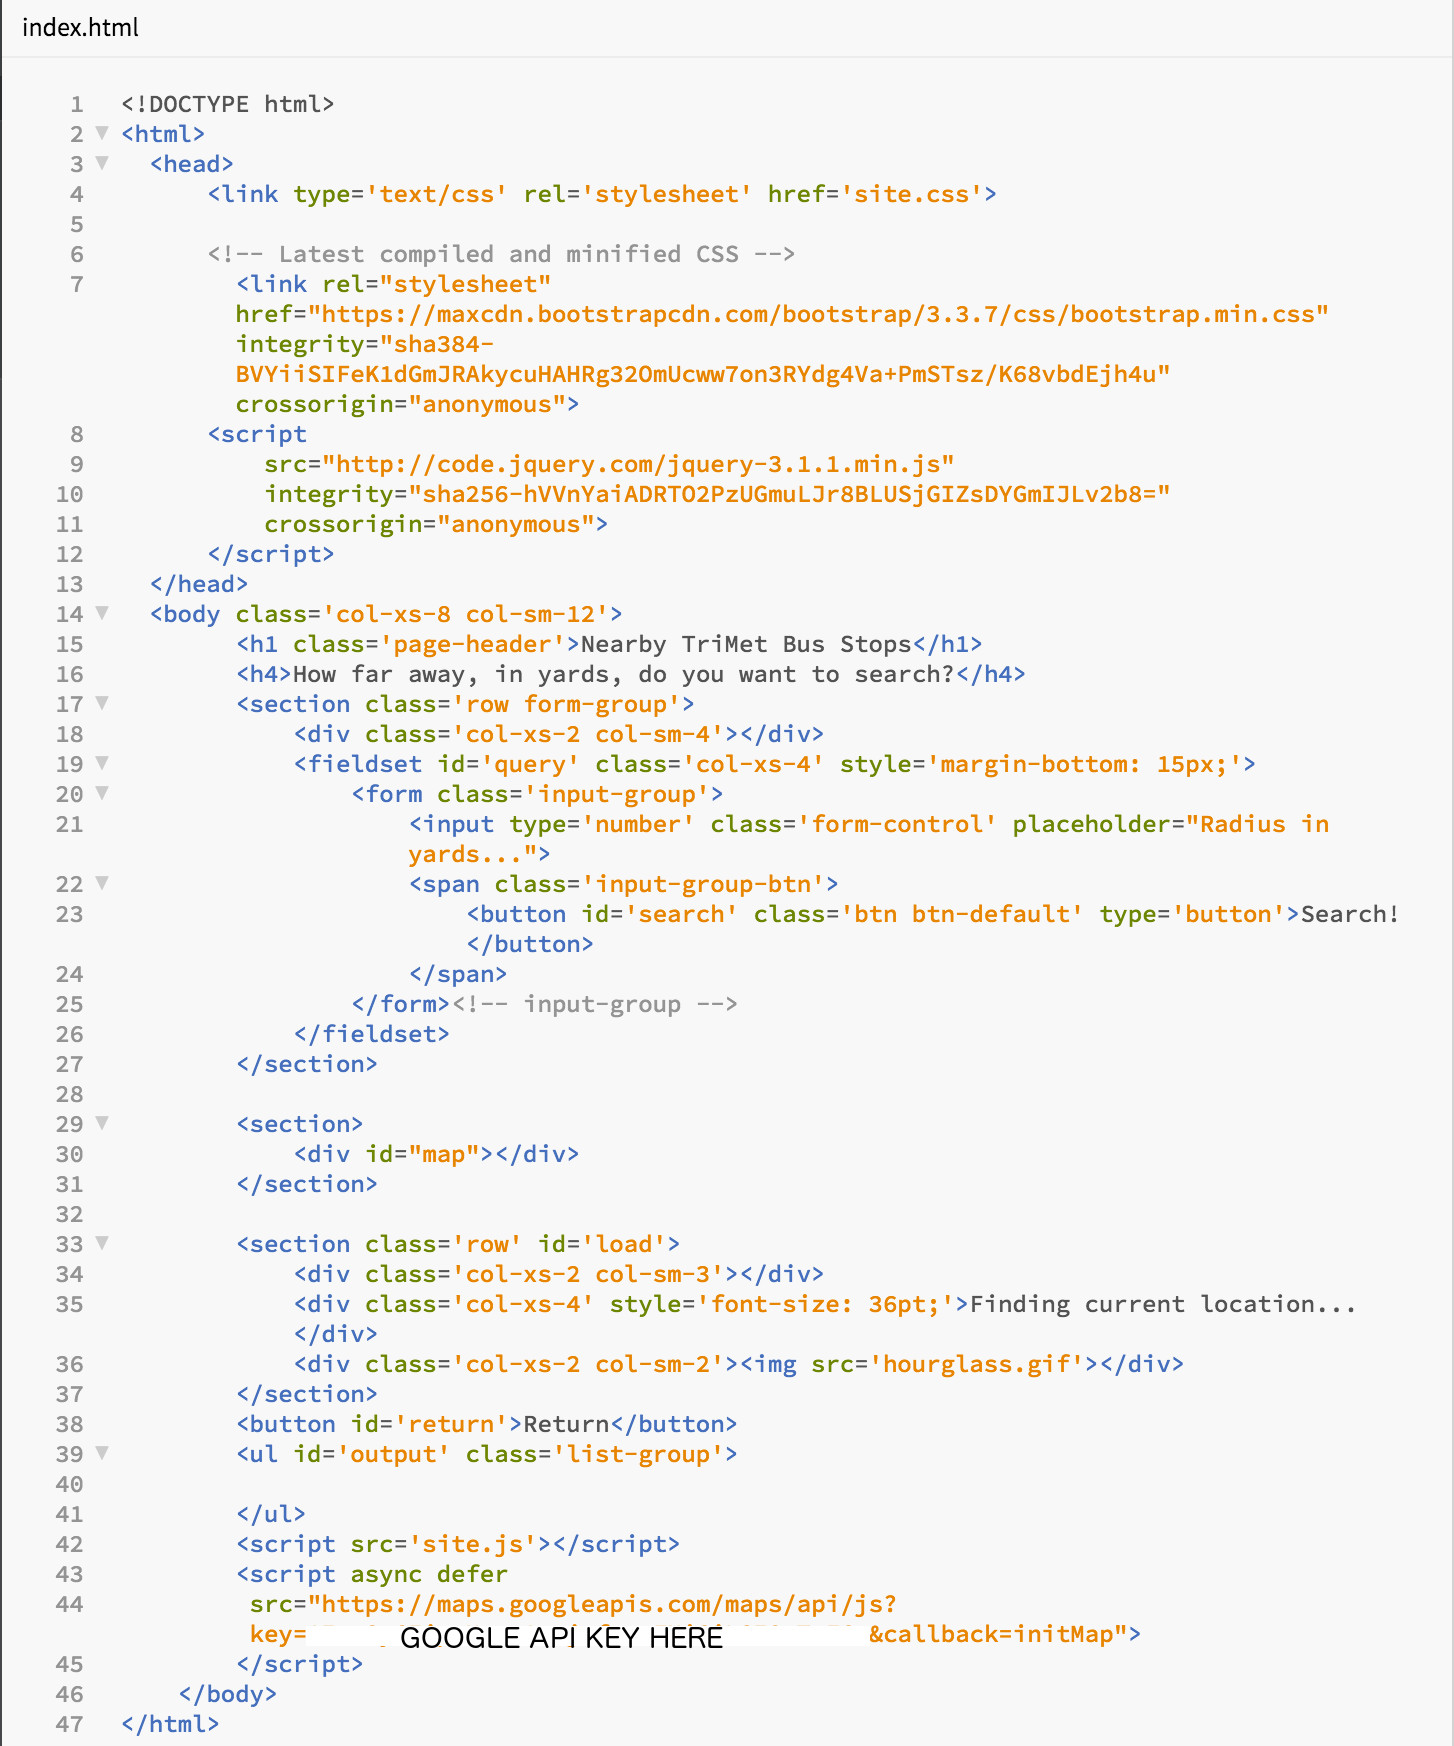 index.html
1 <!DOCTYPE html>
2 <html>
3 <head>
4 <link type='text/css' rel='stylesheet' href='site.css'>
5
6 <!-- Latest compiled and minified CSS -->
7 <link rel="stylesheet"
href="https://maxcdn.bootstrapcdn.com/bootstrap/3.3.7/css/bootstrap.min.css"
integrity="sha384-
BVYiiSIFeK1dGmJRAkycuHAHRg32OmUcww7on3RYdg4Va+PmSTsz/K68vbdEjh4u"
crossorigin="anonymous">
8 <script
9 src="http://code.jquery.com/jquery-3.1.1.min.js"
10 integrity="sha256-hVVnYaiADRTO2PzUGmuLJr8BLUSjGIZsDYGmIJLv2b8="
11 crossorigin="anonymous">
12 </script>
13 </head>
14 <body class='col-xs-8 col-sm-12'>
15 <h1 class='page-header'>Nearby TriMet Bus Stops</h1>
16 <h4>How far away, in yards, do you want to search?</h4>
17 <section class='row form-group'>
18 <div class='col-xs-2 col-sm-4'></div>
19 <fieldset id='query' class='col-xs-4' style='margin-bottom: 15px;'>
20 <form class='input-group'>
21 <input type='number' class='form-control' placeholder="Radius in
yards...">
22 <span class='input-group-btn'>
23 <button id='search' class='btn btn-default' type='button'>Search!
</button>
24 </span>
25 </form><!-- input-group -->
26 </fieldset>
27 </section>
28
29 <section>
30 <div id="map"></div>
31 </section>
32
33 <section class='row' id='load'>
34 <div class='col-xs-2 col-sm-3'></div>
35 <div class='col-xs-4' style='font-size: 36pt;'>Finding current location...
</div>
36 <div class='col-xs-2 col-sm-2'><img src='hourglass.gif'></div>
37 </section>
38 <button id='return'>Return</button>
39 <ul id='output' class='list-group'>
40
41 </ul>
42 <script src='site.js'></script>
43 <script async defer
44 src="https://maps.googleapis.com/maps/api/js?
key= GOOGLE API KEY HERE &callback=initMap">
45 </script>
46 </body>
47 </html>